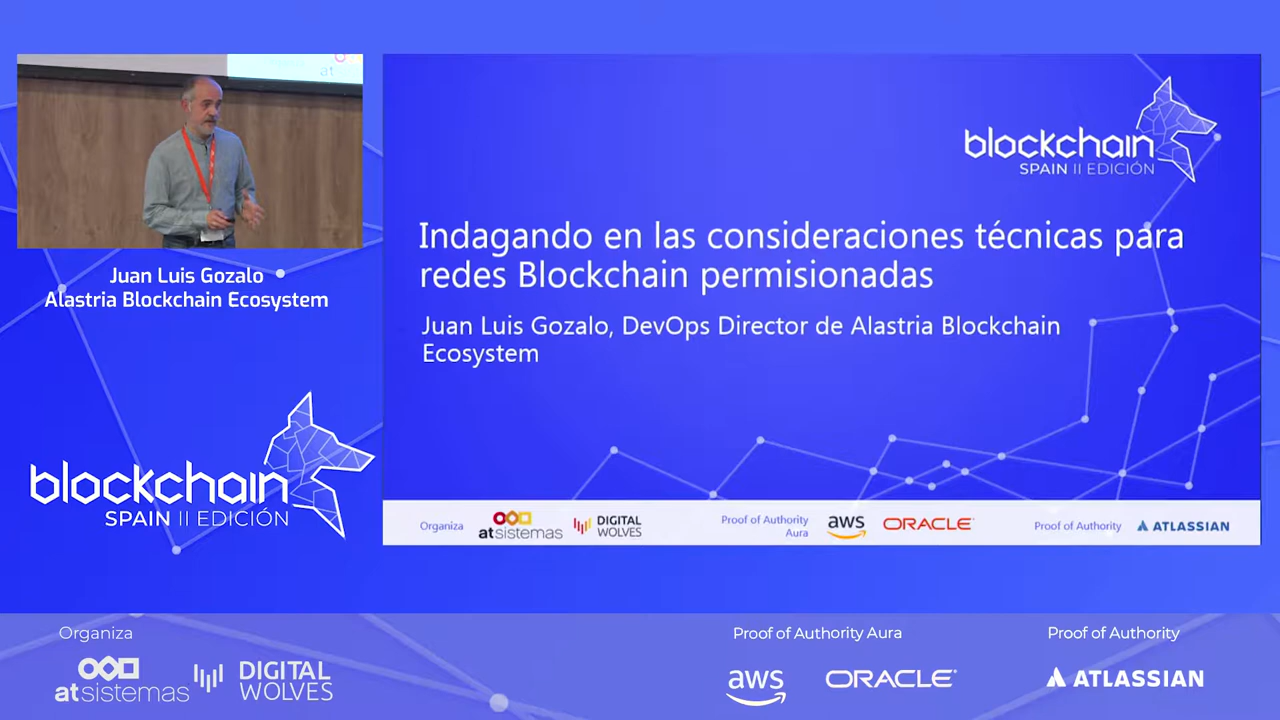 at
Juan Luis Gozalo
Alastria Blockchain Ecosystem
blockchain
SPAIN II EDICIÓN
blockchain
SPAIN II EDICIÓN
Indagando en las consideraciones técnicas para
redes Blockchain permisionadas
Juan Luis Gozalo, DevOps Director de Alastria Blockchain
Ecosystem
Organiza
atsistemas
DIGITAL
WOLVES
Proof of Authority
Aura
aws
ORACLE
Proof of Authority
ATLASSIAN
Organiza
atsistemas
DIGITAL
WOLVES
Proof of Authority Aura
aws
ORACLE
Proof of Authority
ATLASSIAN